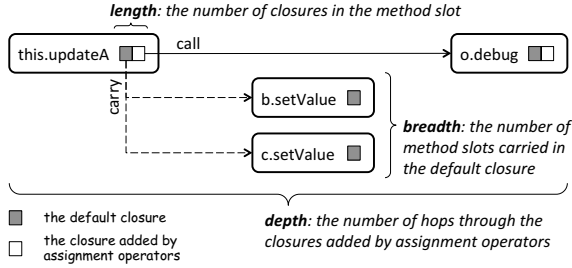 length: the number of closures in the method slot
this.updateA
call
o.debug
carry
b.setValue
c.setValue
breadth: the number of
method slots carried in
the default closure
depth: the number of hops through the
closures added by assignment operators
the default closure
the closure added by
assignment operators